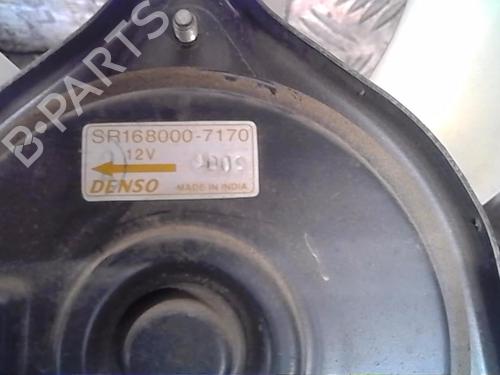 B-PARTS
SR168000-7170
12V
DENSO
MADE IN INDIA